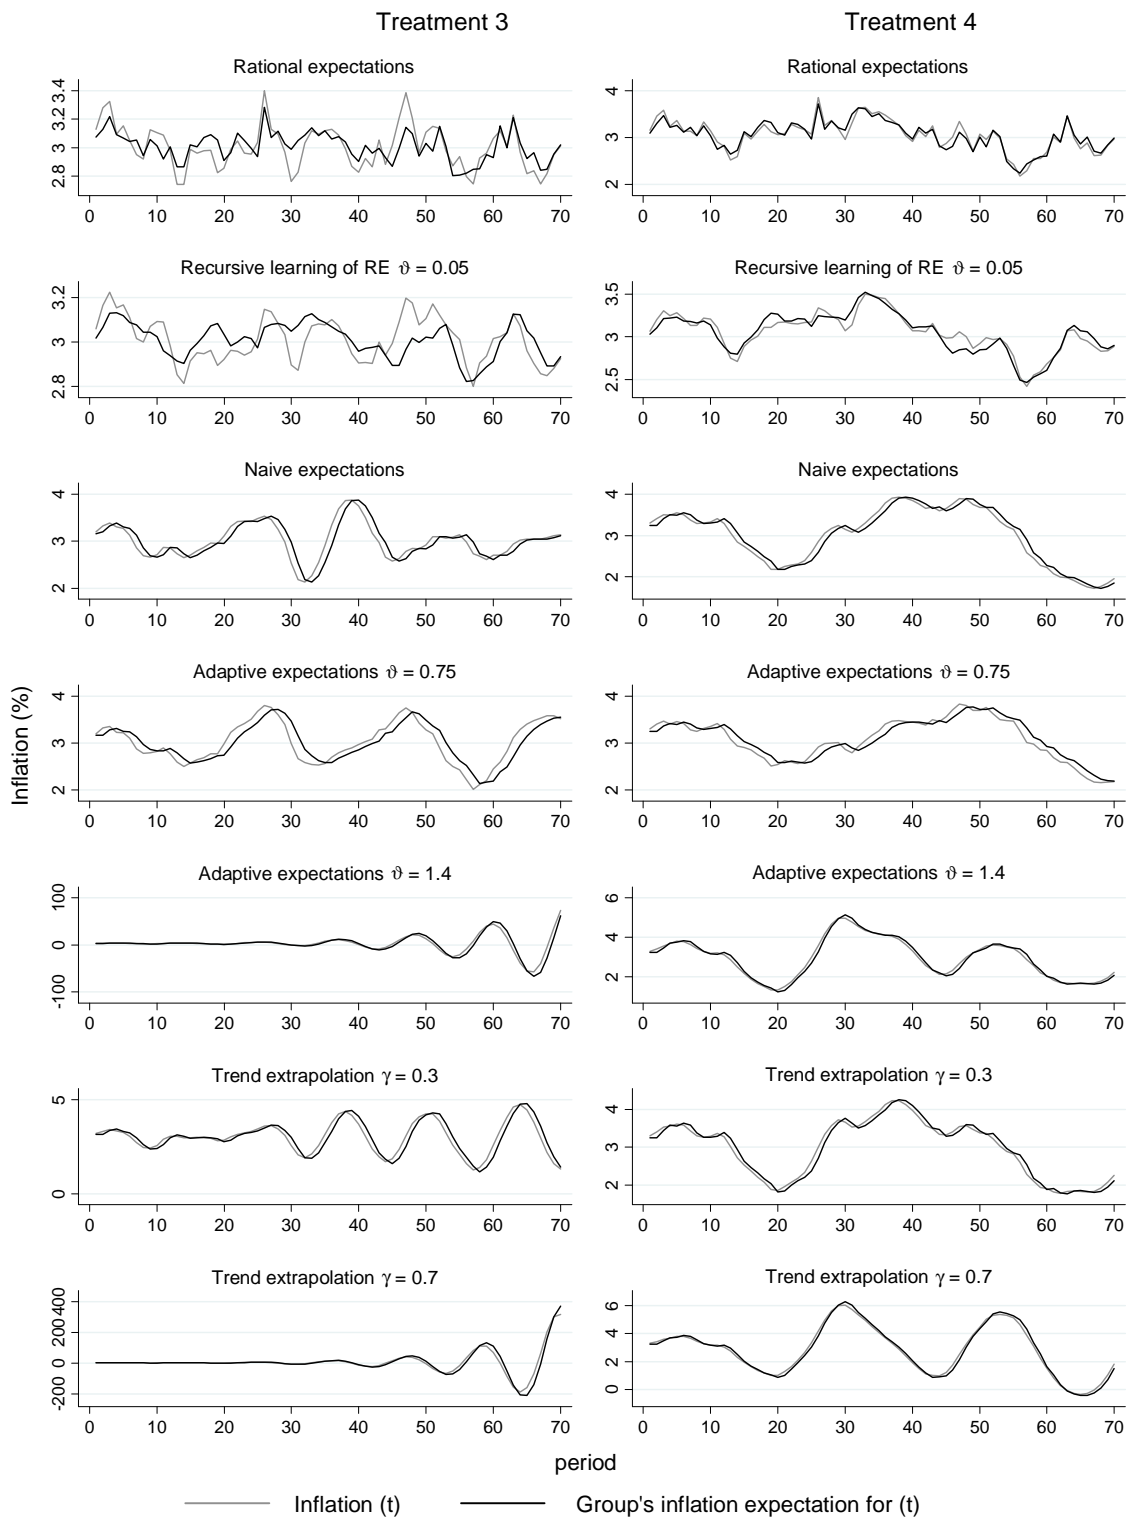 Treatment 3
Treatment 4
Rational expectations
3.4
3.2
3
2.8
0 10 20 30 40 50 60 70
Rational expectations
4
3
2
0 10 20 30 40 50 60 70
Recursive learning of RE ϑ = 0.05
3.2
3
2.8
0 10 20 30 40 50 60 70
Recursive learning of RE ϑ = 0.05
3.5
3
2.5
0 10 20 30 40 50 60 70
Naive expectations
4
3
2
0 10 20 30 40 50 60 70
Naive expectations
4
3
2
0 10 20 30 40 50 60 70
Inflation (%)
Adaptive expectations ϑ = 0.75
4
3
2
0 10 20 30 40 50 60 70
Adaptive expectations ϑ = 0.75
4
3
2
0 10 20 30 40 50 60 70
Adaptive expectations ϑ = 1.4
100
0
-100
0 10 20 30 40 50 60 70
Adaptive expectations ϑ = 1.4
6
4
2
0 10 20 30 40 50 60 70
Trend extrapolation γ = 0.3
5
0
0 10 20 30 40 50 60 70
Trend extrapolation γ = 0.3
4
3
2
0 10 20 30 40 50 60 70
Trend extrapolation γ = 0.7
400
200
0
-200
0 10 20 30 40 50 60 70
Trend extrapolation γ = 0.7
6
4
2
0
0 10 20 30 40 50 60 70
period
Inflation (t)
Group's inflation expectation for (t)